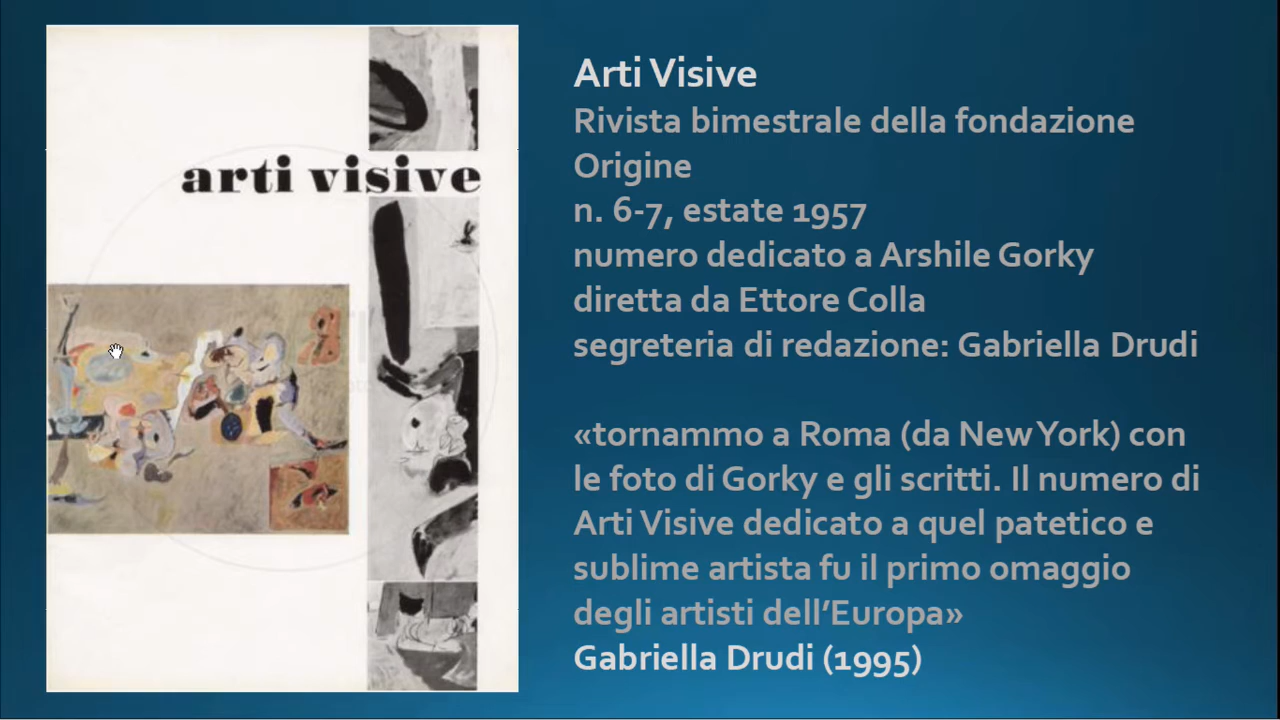 arti visive
Arti Visive
Rivista bimestrale della fondazione
Origine
n. 6-7, estate 1957
numero dedicato a Arshile Gorky
diretta da Ettore Colla
segreteria di redazione: Gabriella Drudi
«tornammo a Roma (da New York) con
le foto di Gorky e gli scritti. Il numero di
Arti Visive dedicato a quel patetico e
sublime artista fu il primo omaggio
degli artisti dell’Europa»
Gabriella Drudi (1995)